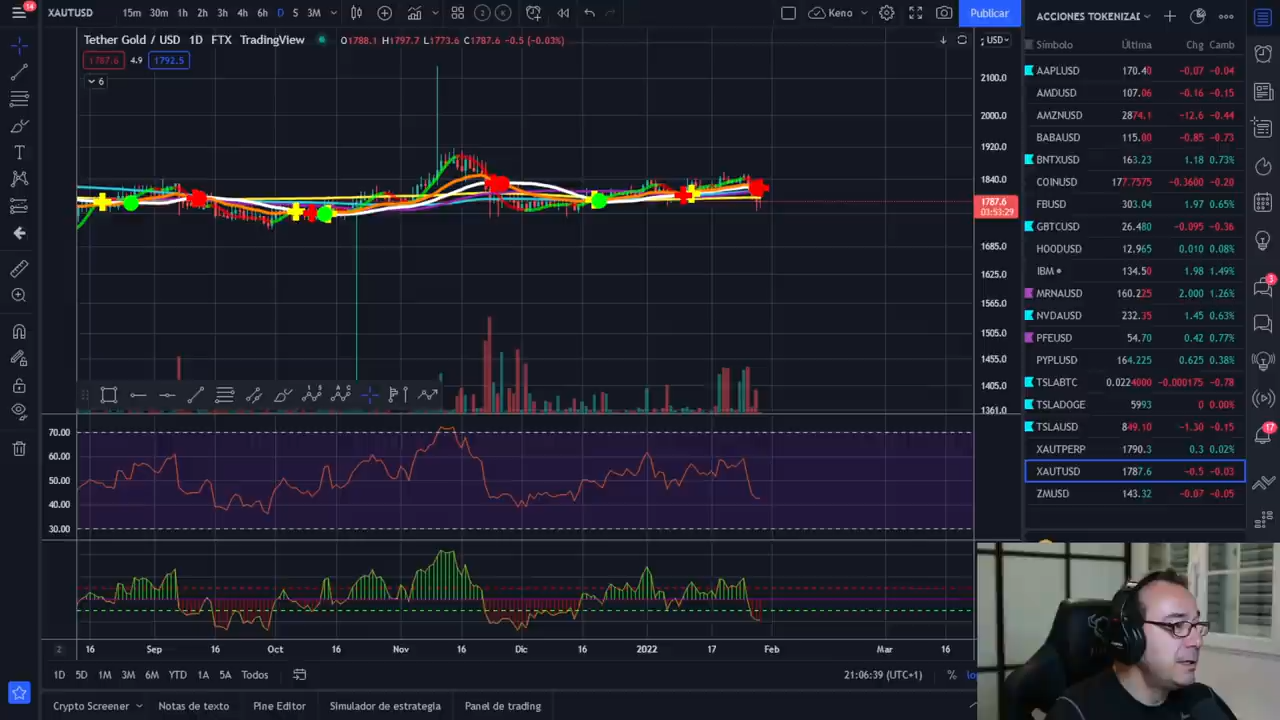 14
XAUTUSD
15m 30m 1h 2h 3h 4h 6h D S 3M
2
K
Keno
Publicar
Tether Gold / USD 1D FTX TradingView
O1788.1 H1797.7 L1773.6 C1787.6 -0.5 (-0.03%)
1787.6 4.9 1792.5
6
USD
2100.0
2000.0
1920.0
1840.0
1787.6
03:53:29
1685.0
1625.0
1565.0
1505.0
1455.0
1405.0
1361.0
70.00
60.00
50.00
40.00
30.00
16 Sep 16 Oct 16 Nov 16 Dic 16 2022 17 Feb Mar 16
1D 5D 1M 3M 6M YTD 1A 5A Todos
21:06:39 (UTC+1)
%
Crypto Screener Notas de texto Pine Editor Simulador de estrategia Panel de trading
Símbolo Última Chg Camb
AAPLUSD 170.40 -0.07 -0.04
AMDUSD 107.06 -0.16 -0.15
AMZNUSD 2874.1 -12.6 -0.44
BABAUSD 115.00 -0.85 -0.73
BNTXUSD 163.23 1.18 0.73%
COINUSD 177.7575 -0.3600 -0.20
FBUSD 303.04 1.97 0.65%
GBTCUSD 26.480 -0.095 -0.36
HOODUSD 12.965 0.010 0.08%
IBM 134.50 1.98 1.49%
MRNAUSD 160.225 2.000 1.26%
NVDAUSD 232.35 1.45 0.63%
PFEUSD 54.70 0.42 0.77%
PYPLUSD 164.225 0.625 0.38%
TSLABTC 0.0224000 -0.000175 -0.78
TSLADOGE 5993 0 0.00%
TSLAUSD 849.10 -1.30 -0.15
XAUTPERP 1790.3 0.3 0.02%
XAUTUSD 1787.6 -0.5 -0.03
ZMUSD 143.32 -0.07 -0.05
3
17